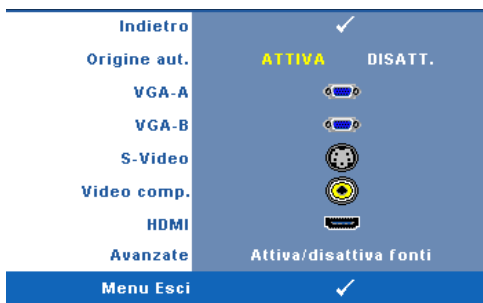 Indietro
Origine aut. ATTIVA DISATT.
VGA-A
VGA-B
S-Video
Video comp.
HDMI
Avanzate Attiva/disattiva fonti
Menu Esci